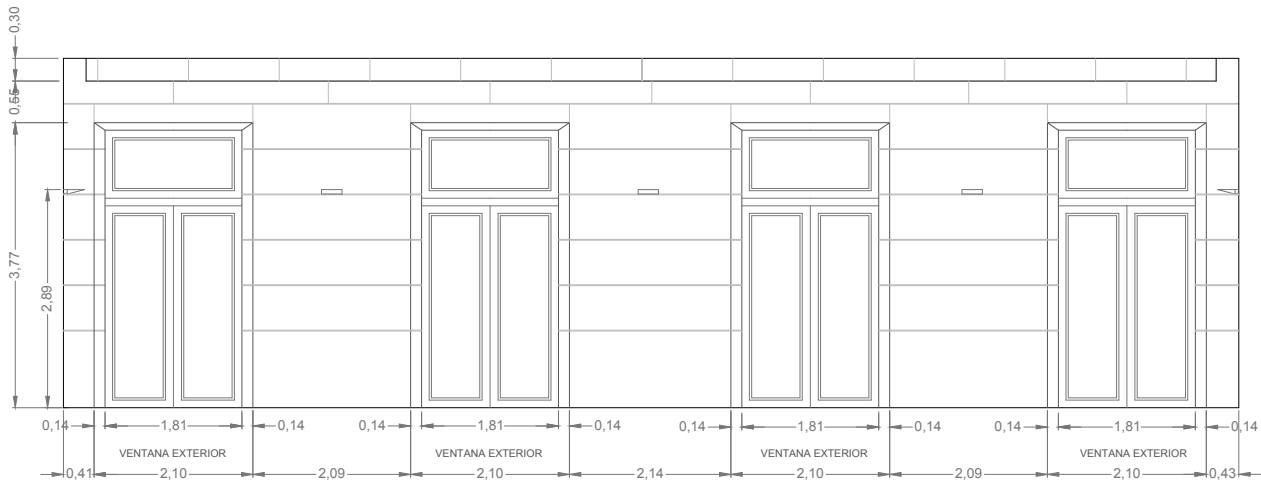 0,30
0,55
3,77
2,89
0,14 1,81 0,14 0,14 1,81 0,14 0,14 1,81 0,14 0,14 1,81 0,14
VENTANA EXTERIOR VENTANA EXTERIOR VENTANA EXTERIOR VENTANA EXTERIOR
0,41 2,10 2,09 2,10 2,14 2,10 2,09 2,10 0,43